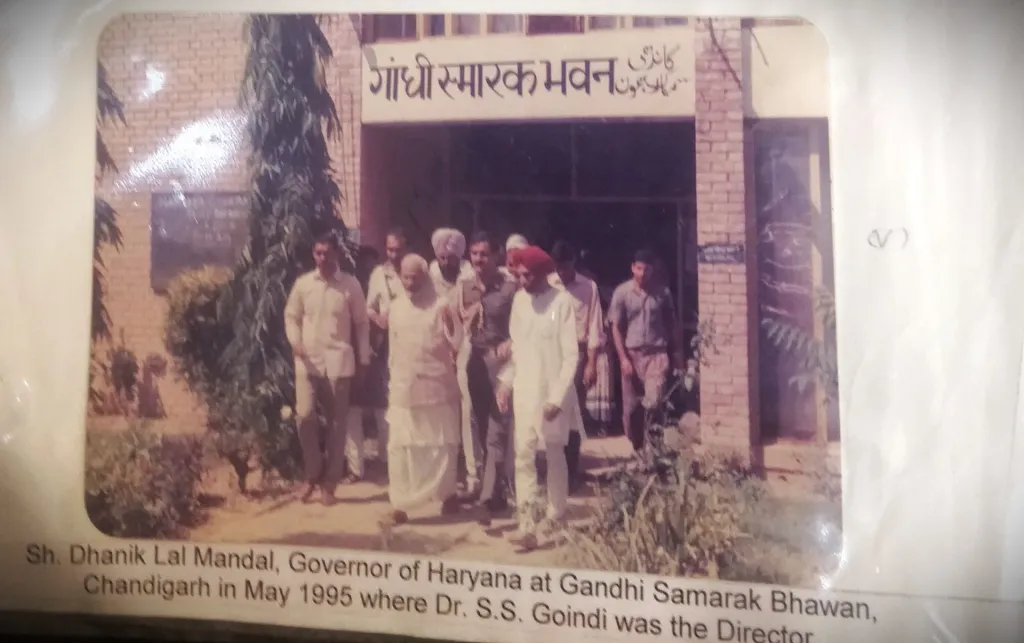 गांधी स्मारक भवन
گاندھی
Sh. Dhanik Lal Mandal, Governor of Haryana at Gandhi Samarak Bhawan,
Chandigarh in May 1995 where Dr. S.S. Goindi was the Director